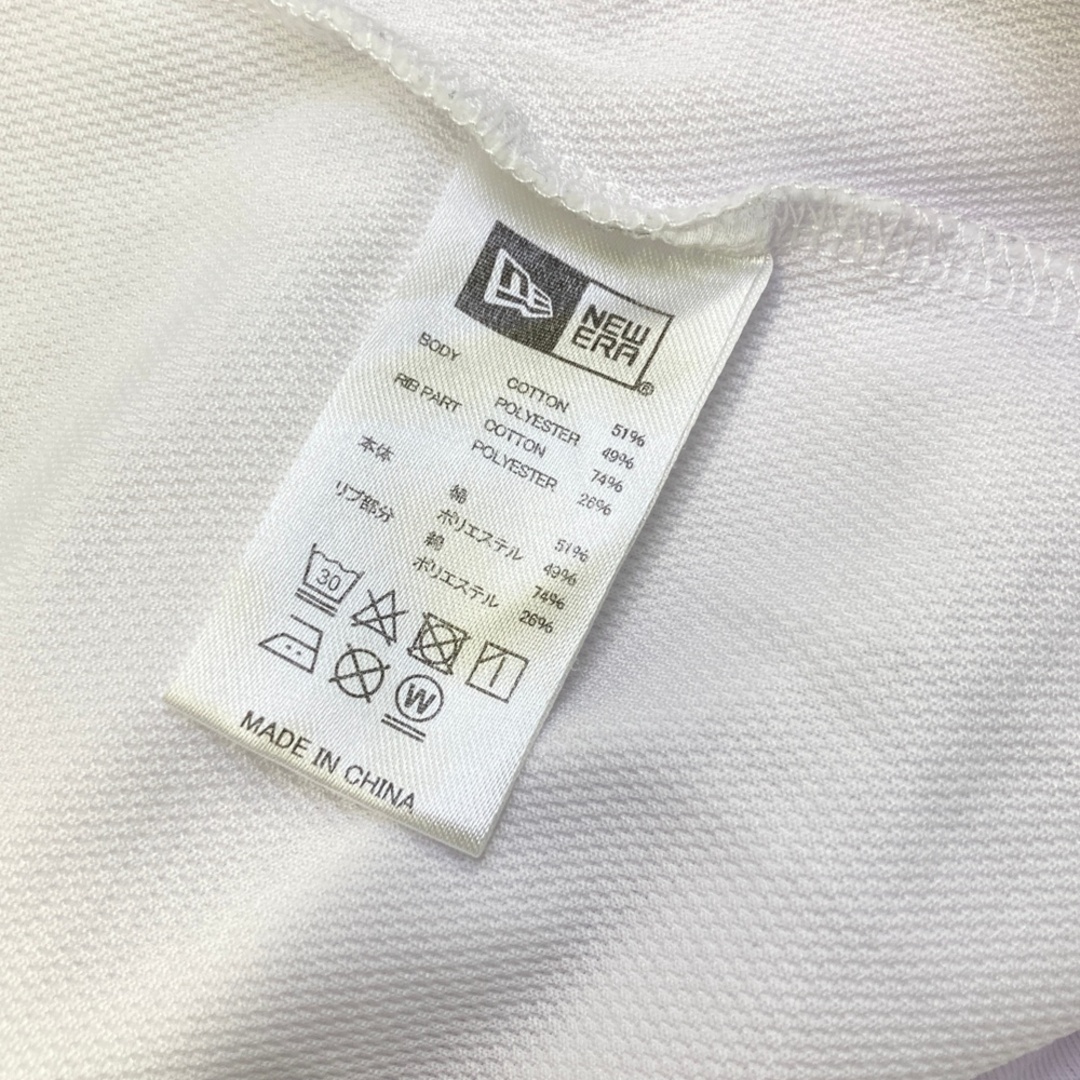 NEW
ERA
®
BODY COTTON 51%
POLYESTER 49%
RIB PART COTTON 74%
POLYESTER 26%
本体 綿 51%
ポリエステル 49%
リブ部分 綿 74%
ポリエステル 26%
30
W
MADE IN CHINA